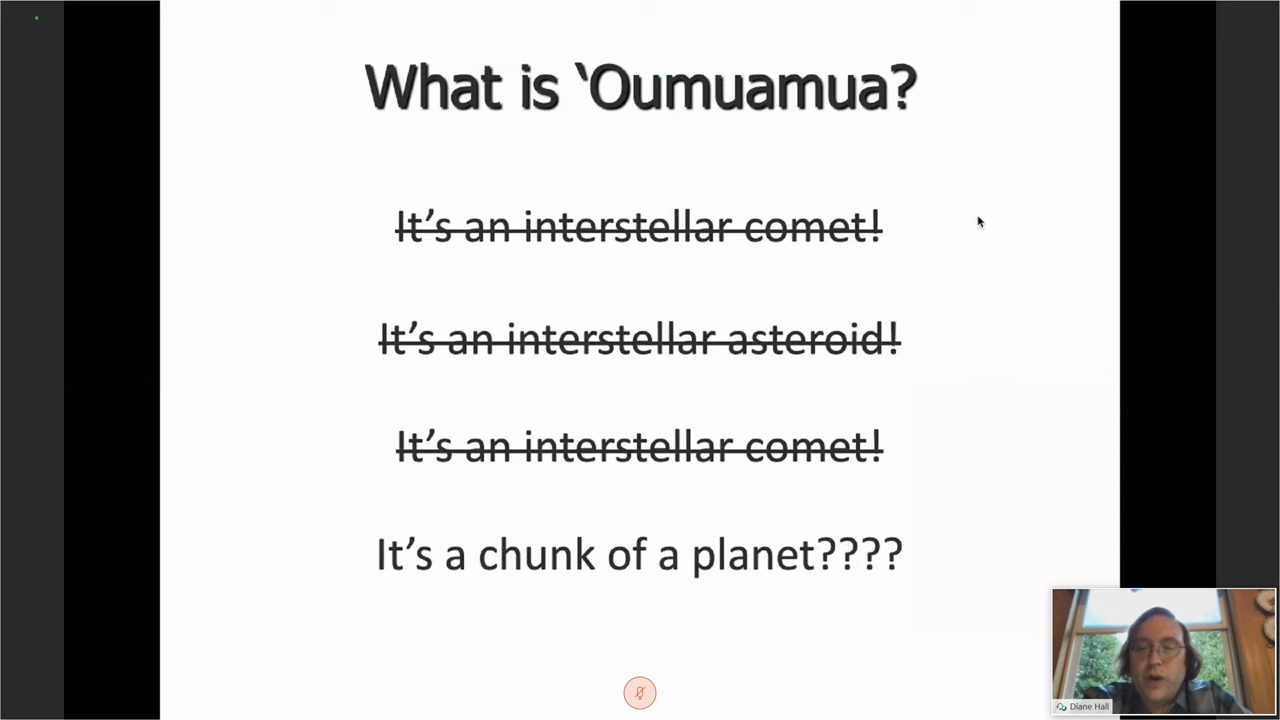 What is ‘Oumuamua?
It’s an interstellar comet!
It’s an interstellar asteroid!
It’s an interstellar comet!
It’s a chunk of a planet????
Diane Hall